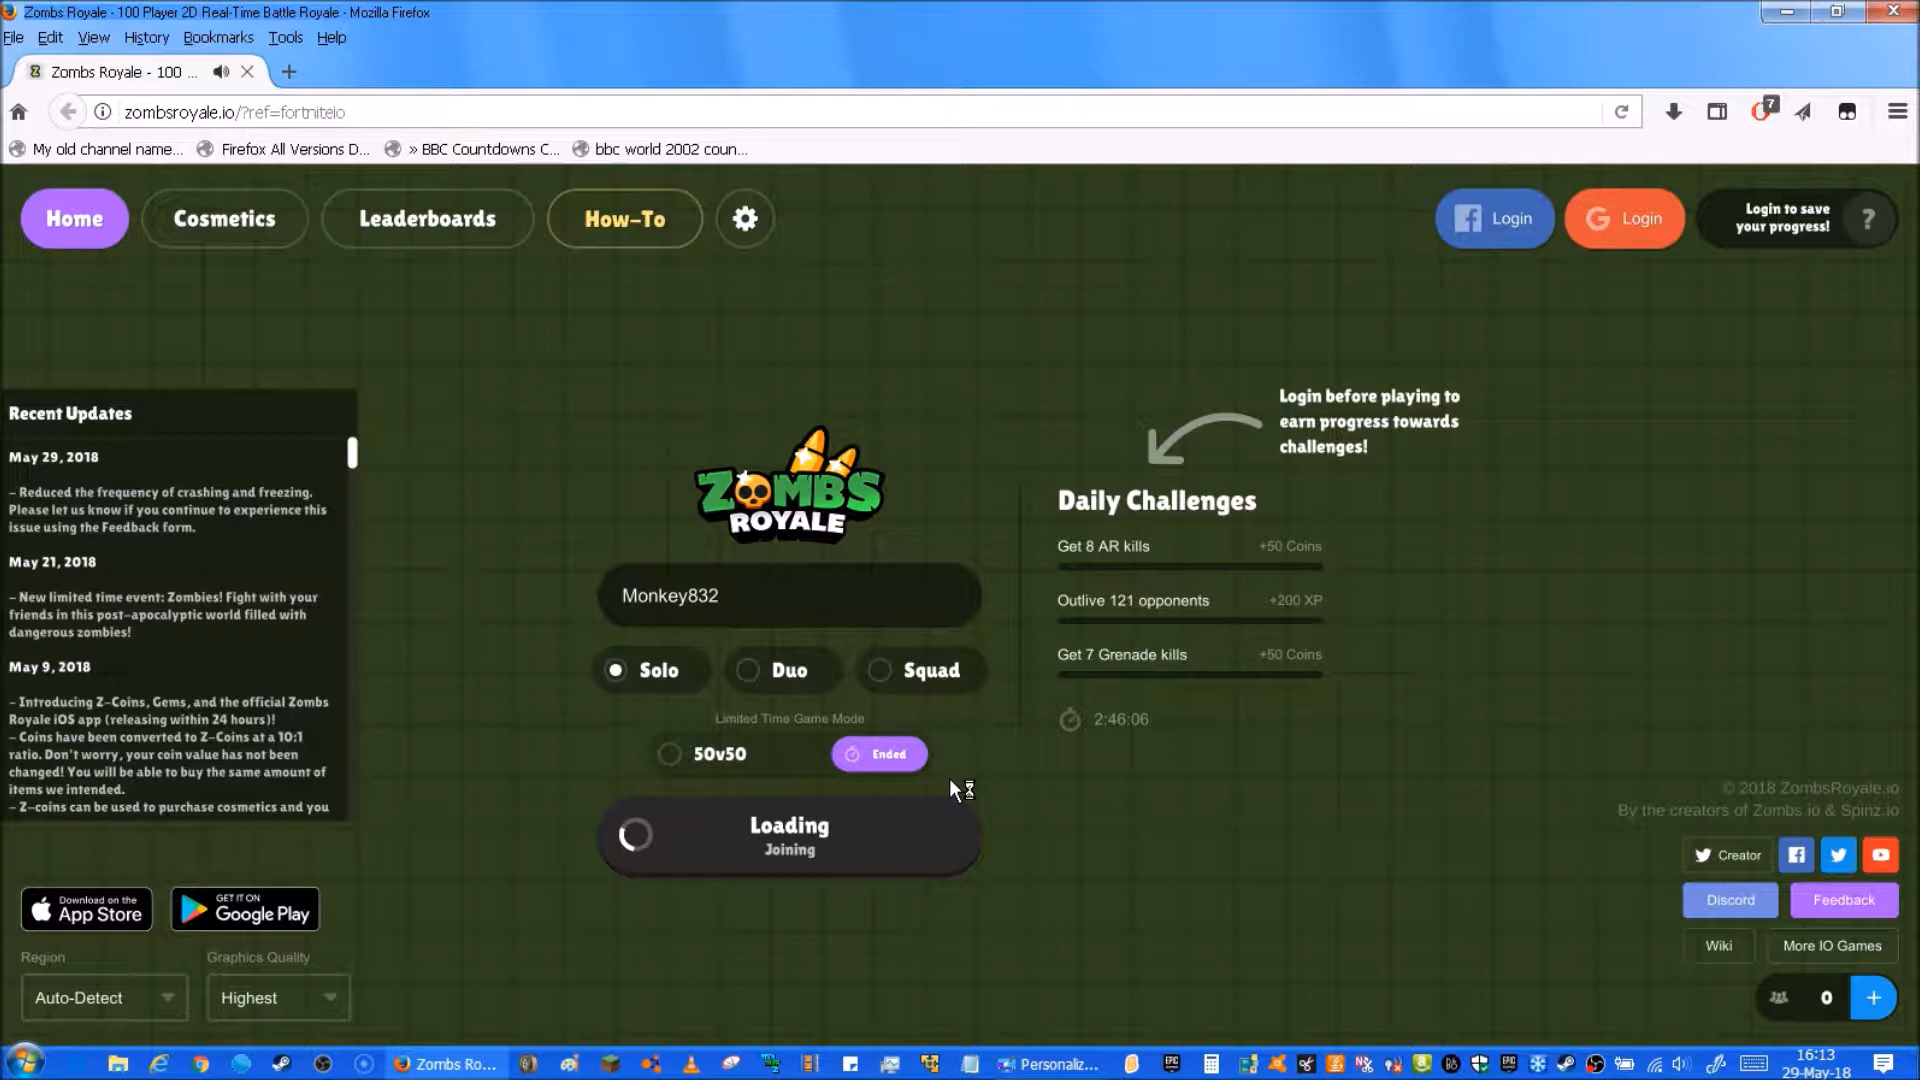 Zombs Royale - 100 Player 2D Real-Time Battle Royale - Mozilla Firefox
File Edit View History Bookmarks Tools Help
Zombs Royale - 100 ...
zombsroyale.io/?ref=fortniteio
7
My old channel name... Firefox All Versions D... » BBC Countdowns C... bbc world 2002 coun...
Home Cosmetics Leaderboards How-To
Login
G Login
Login to save
your progress!
?
Recent Updates
May 29, 2018
- Reduced the frequency of crashing and freezing.
Please let us know if you continue to experience this
issue using the Feedback form.
May 21, 2018
- New limited time event: Zombies! Fight with your
friends in this post-apocalyptic world filled with
dangerous zombies!
May 9, 2018
- Introducing Z-Coins, Gems, and the official Zombs
Royale iOS app (releasing within 24 hours)!
- Coins have been converted to Z-Coins at a 10:1
ratio. Don't worry, your coin value has not been
changed! You will be able to buy the same amount of
items we intended.
- Z-coins can be used to purchase cosmetics and you
ZOMBS
ROYALE
Monkey832
Solo Duo Squad
Limited Time Game Mode
50v50 Ended
Loading
Joining
Login before playing to
earn progress towards
challenges!
Daily Challenges
Get 8 AR kills +50 Coins
Outlive 121 opponents +200 XP
Get 7 Grenade kills +50 Coins
2:46:06
© 2018 ZombsRoyale.io
By the creators of Zombs.io & Spinz.io
Creator
Discord Feedback
Wiki More IO Games
0 +
Download on the
App Store
GET IT ON
Google Play
Region Graphics Quality
Auto-Detect Highest
Zombs Ro... Personaliz...
16:13
29-May-18